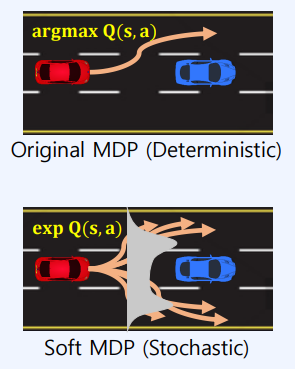 argmax Q(s, a)
Original MDP (Deterministic)
exp Q(s, a)
Soft MDP (Stochastic)